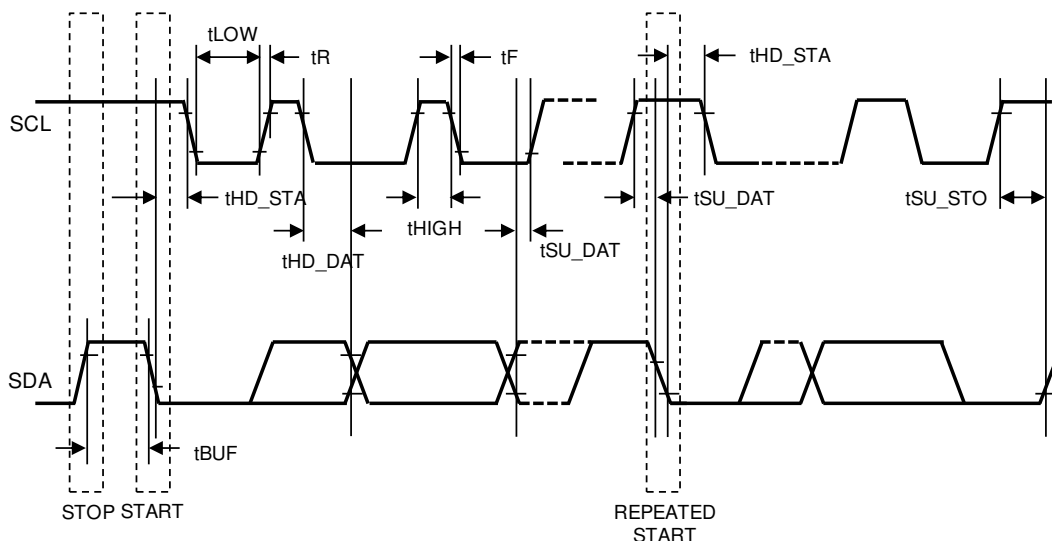 tLOW
tR
tF
tHD_STA
SCL
tHD_STA
tHIGH
tSU_DAT
tSU_STO
tHD_DAT
tSU_DAT
SDA
tBUF
STOP
START
REPEATED
START